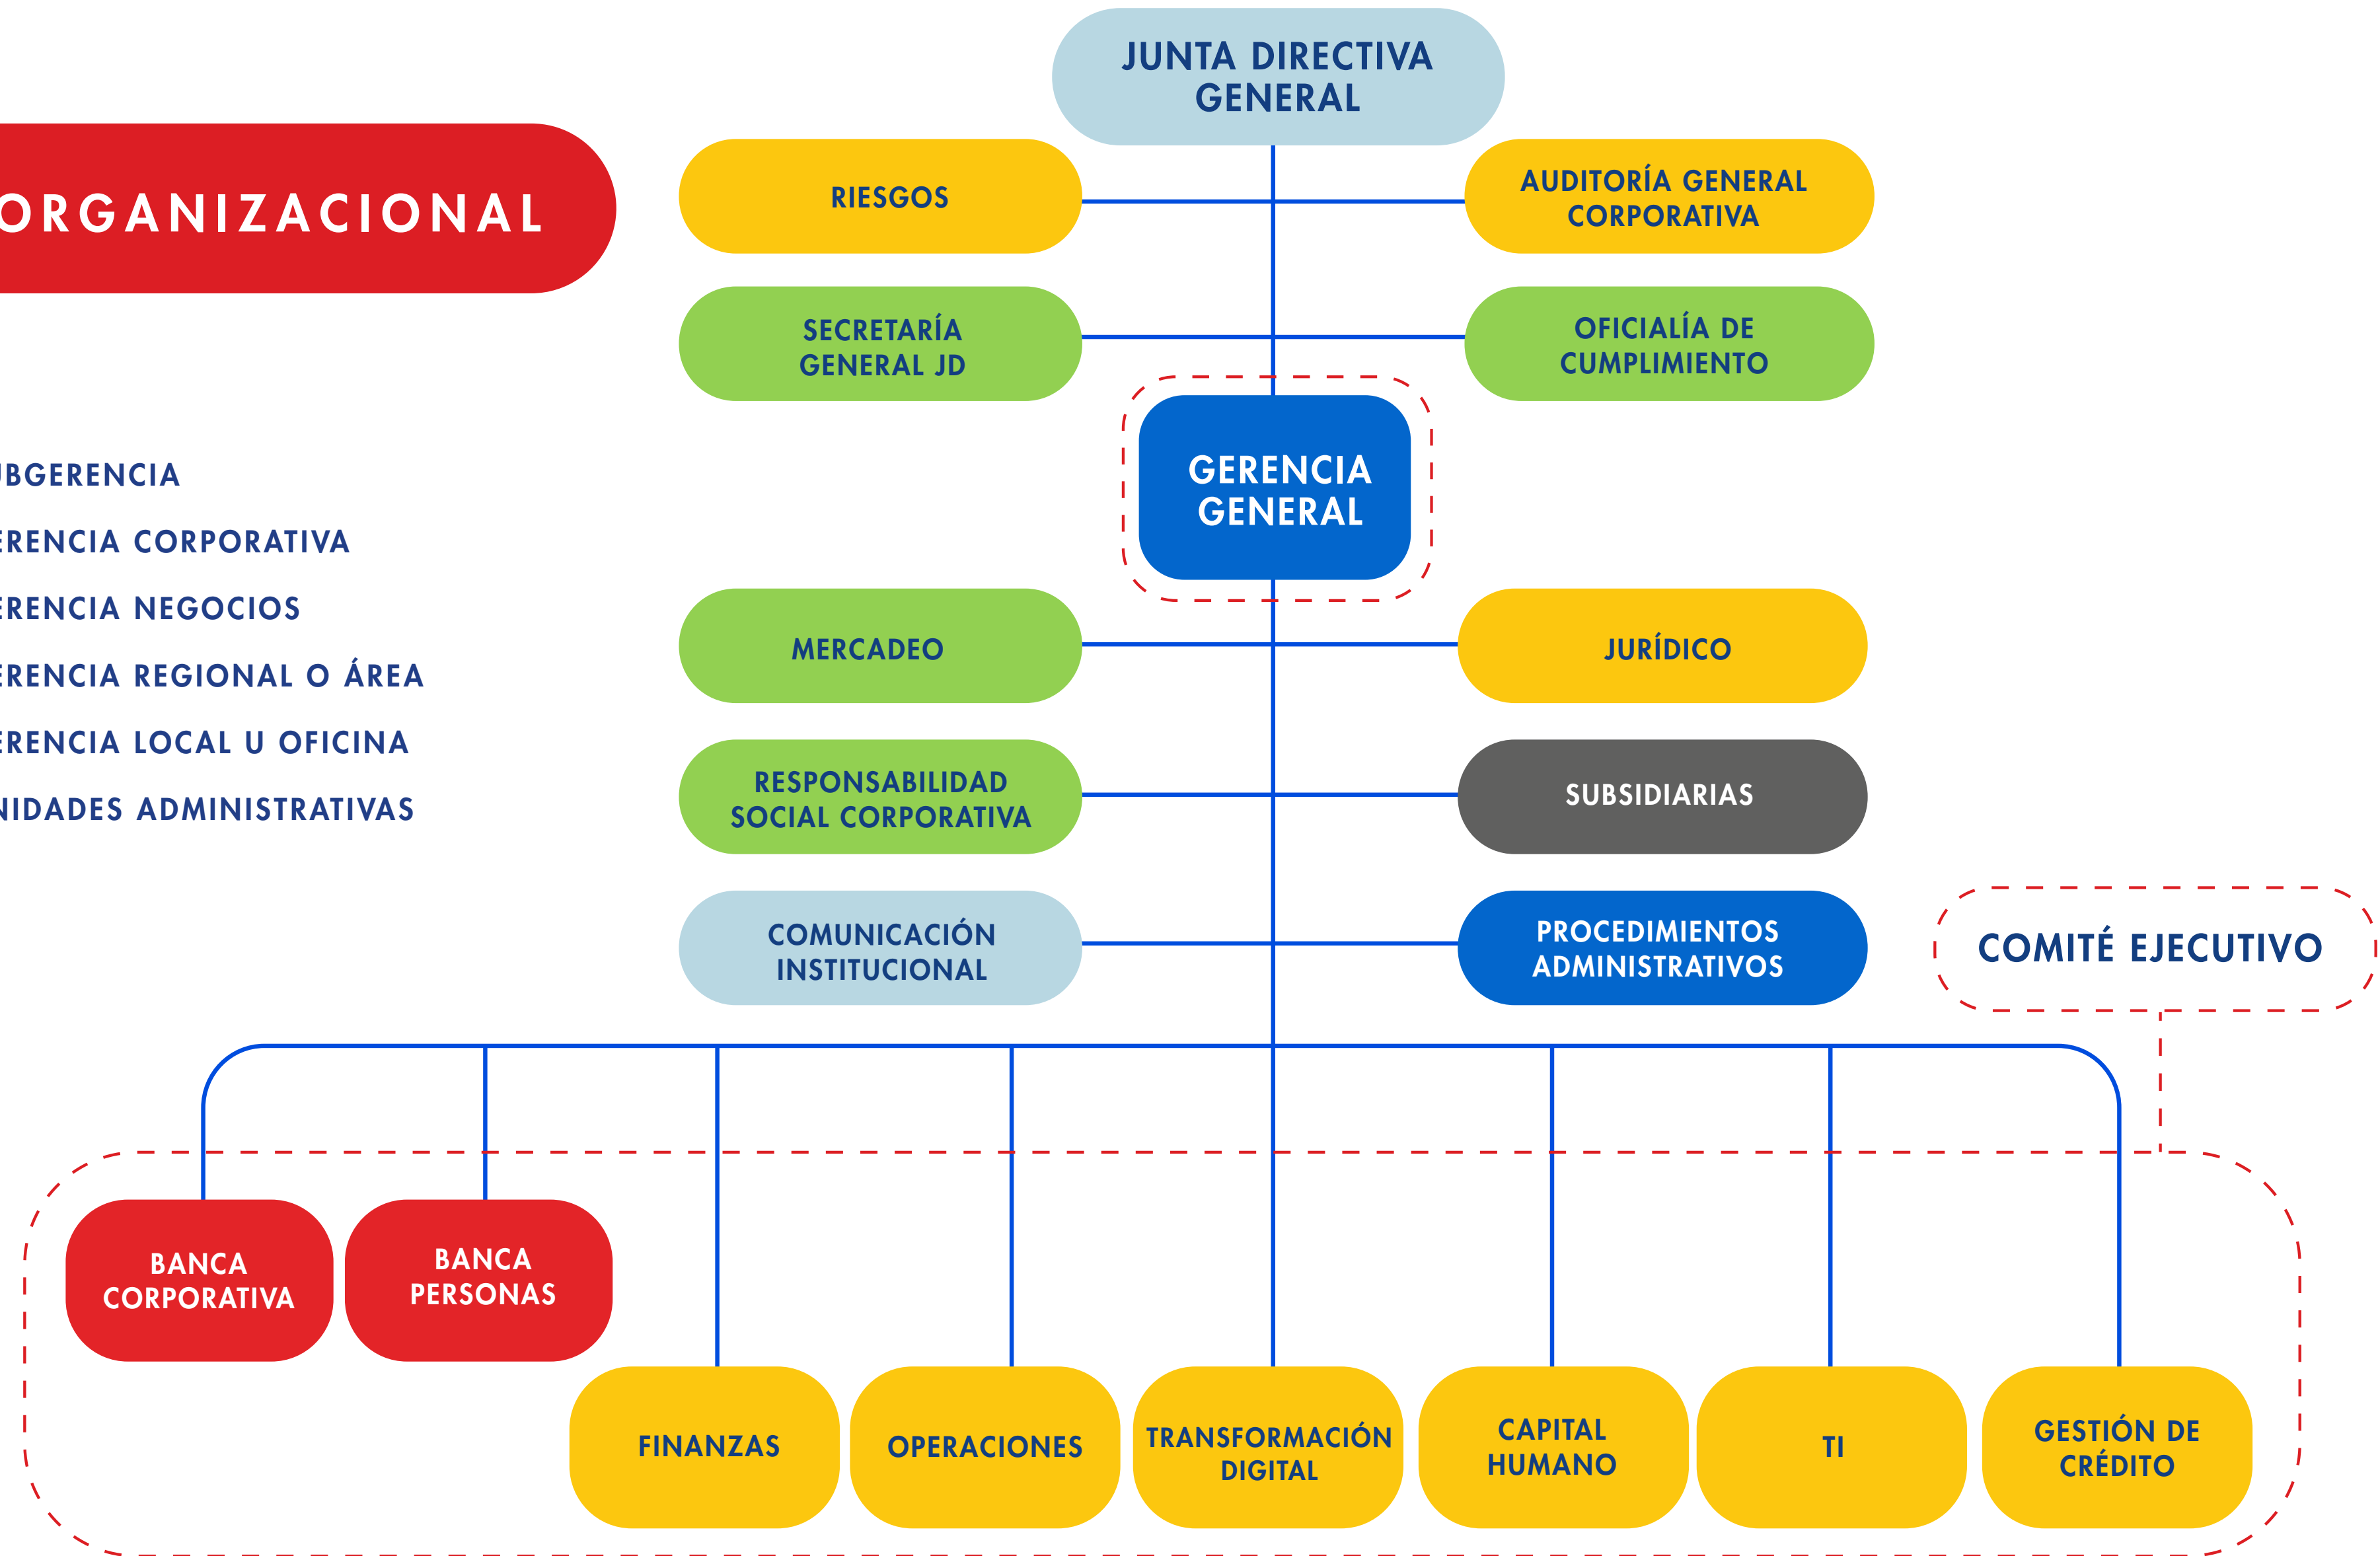 JUNTA DIRECTIVA
GENERAL
ORGANIZACIONAL
RIESGOS
AUDITORÍA GENERAL
CORPORATIVA
SECRETARÍA
GENERAL JD
OFICIALÍA DE
CUMPLIMIENTO
GERENCIA
GENERAL
UBGERENCIA
ERENCIA CORPORATIVA
ERENCIA NEGOCIOS
ERENCIA REGIONAL O ÁREA
ERENCIA LOCAL U OFICINA
NIDADES ADMINISTRATIVAS
MERCADEO
JURÍDICO
RESPONSABILIDAD
SOCIAL CORPORATIVA
SUBSIDIARIAS
COMUNICACIÓN
INSTITUCIONAL
PROCEDIMIENTOS
ADMINISTRATIVOS
COMITÉ EJECUTIVO
BANCA
CORPORATIVA
BANCA
PERSONAS
FINANZAS
OPERACIONES
TRANSFORMACIÓN
DIGITAL
CAPITAL
HUMANO
TI
GESTIÓN DE
CRÉDITO